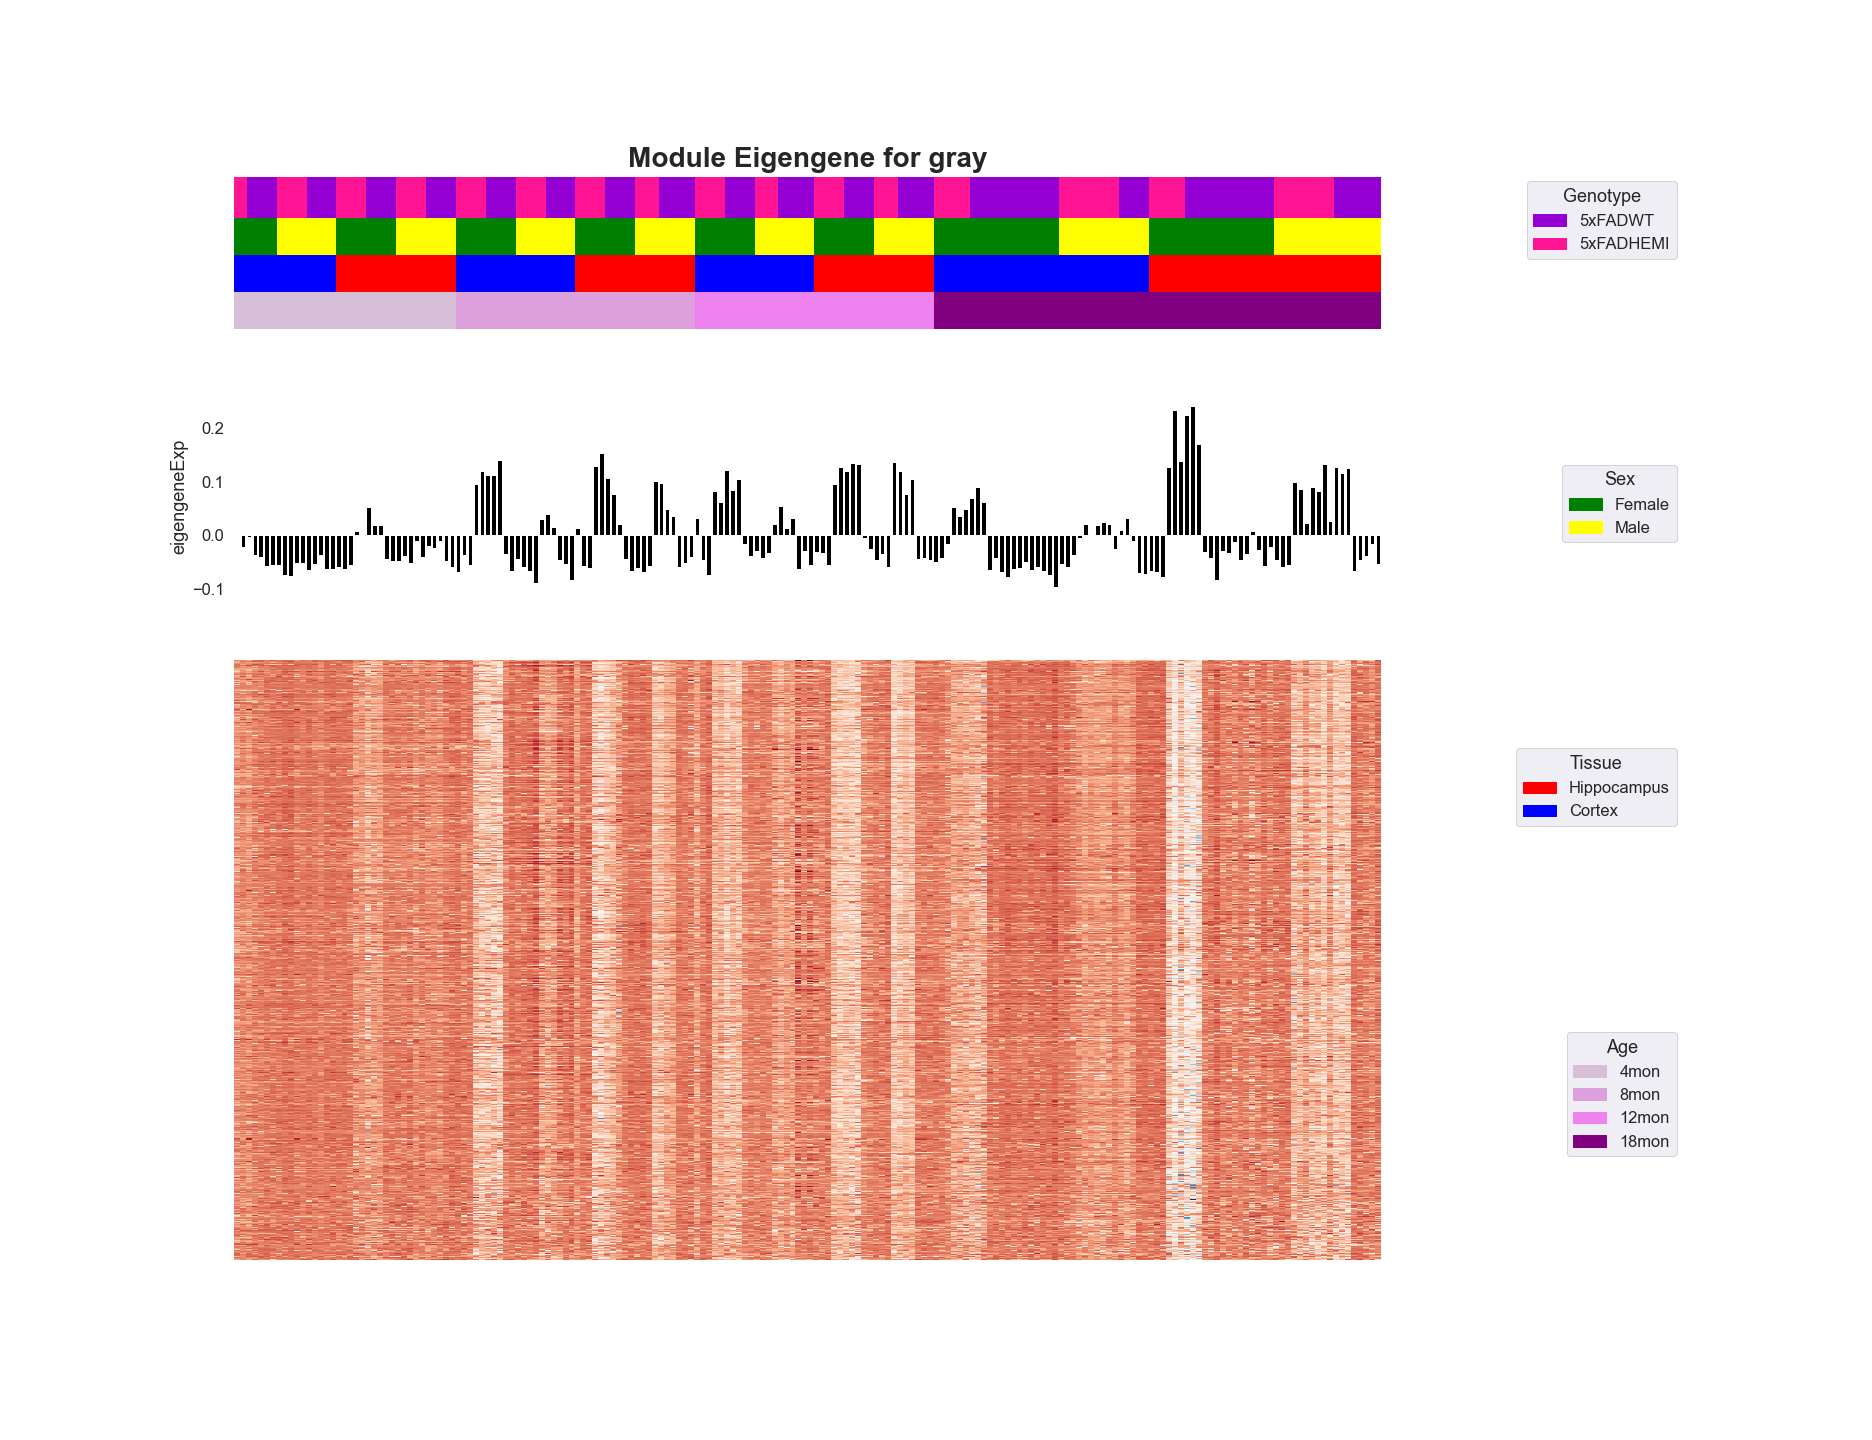 Module Eigengene for gray
Genotype
5xFADWT
5xFADHEMI
eigengeneExp
0.2
0.1
0.0
−0.1
Sex
Female
Male
Tissue
Hippocampus
Cortex
Age
4mon
8mon
12mon
18mon